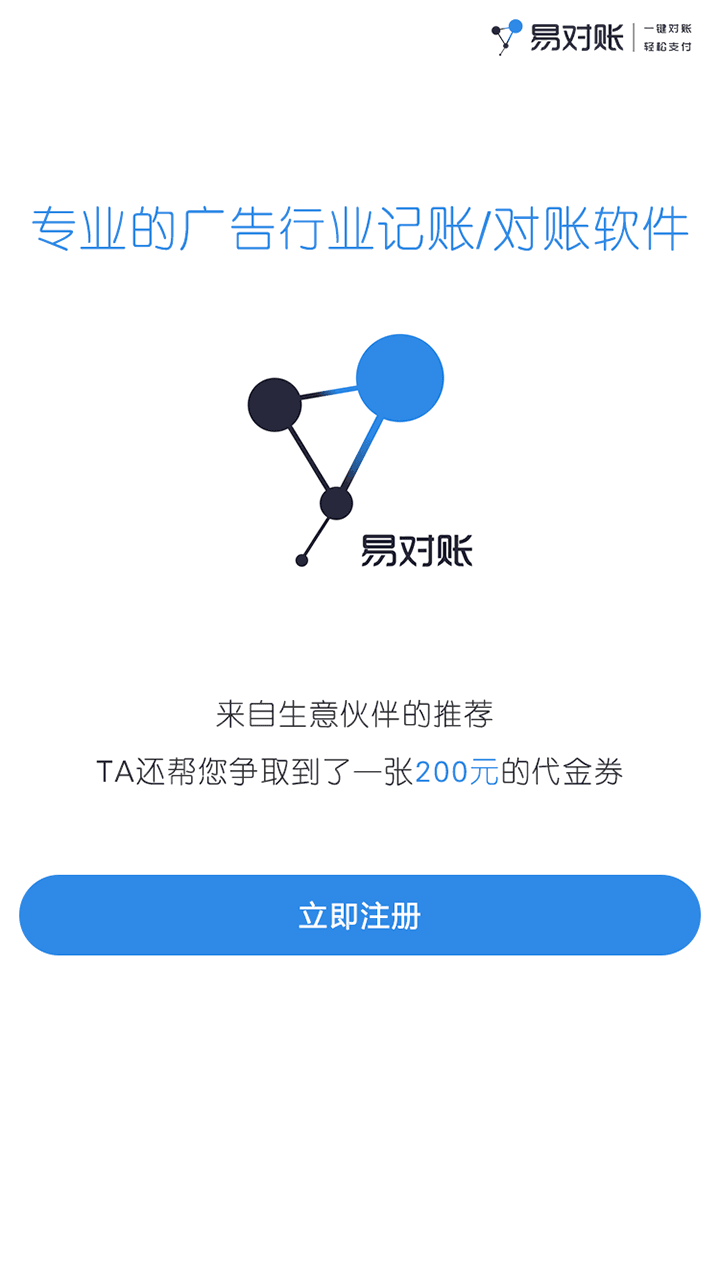 易对账
一键对账
轻松支付
专业的广告行业记账/对账软件
易对账
来自生意伙伴的推荐
TA还帮您争取到了一张200元的代金券
立即注册